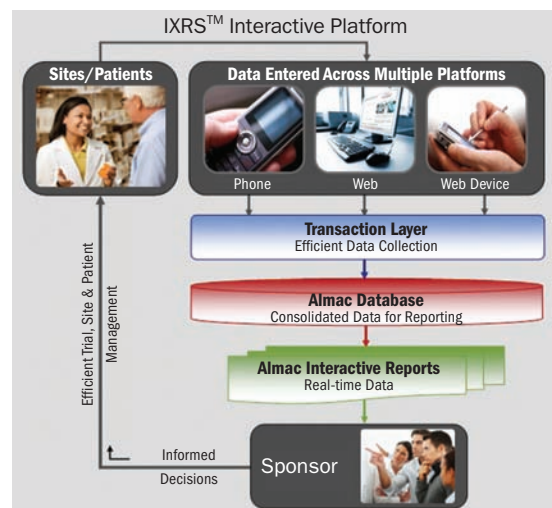 IXRS™ Interactive Platform
Sites/Patients
Data Entered Across Multiple Platforms
Phone
Web
Web Device
Transaction Layer
Efficient Data Collection
Almac Database
Consolidated Data for Reporting
Almac Interactive Reports
Real-time Data
Sponsor
Informed
Decisions
Efficient Trial, Site & Patient
Management